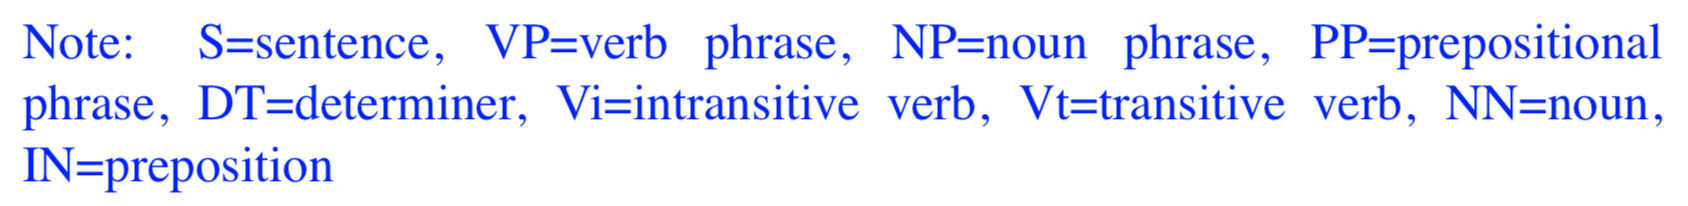 Note: S=sentence, VP=verb phrase, NP=noun phrase, PP=prepositional
phrase, DT=determiner, Vi=intransitive verb, Vt=transitive verb, NN=noun,
IN=preposition